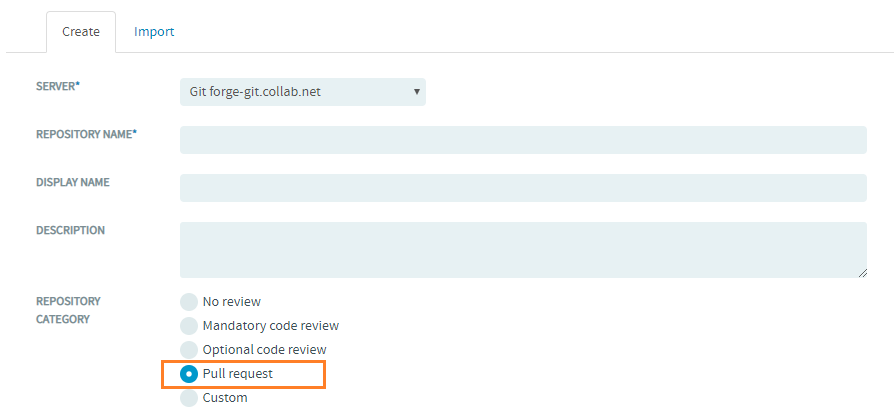 Create Import
SERVER* Git forge-git.collab.net
REPOSITORY NAME*
DISPLAY NAME
DESCRIPTION
REPOSITORY
CATEGORY
No review
Mandatory code review
Optional code review
Pull request
Custom